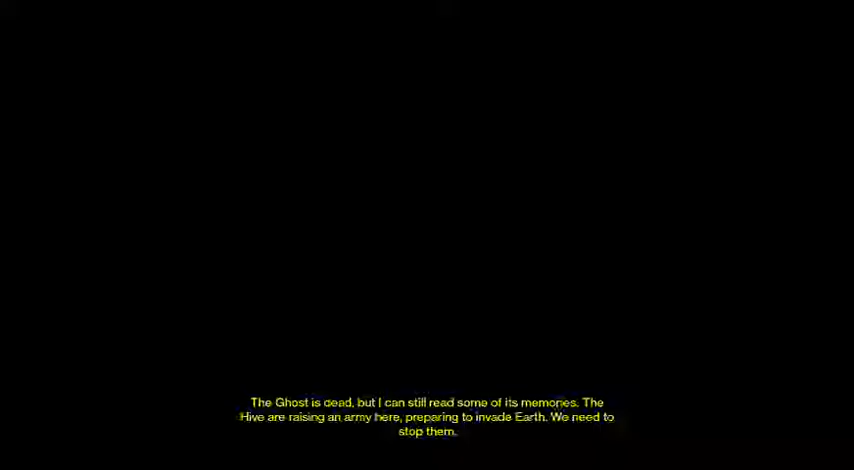 The Ghost is dead, but I can still read some of its memories. The
Hive are raising an army here, preparing to invade Earth. We need to
stop them.